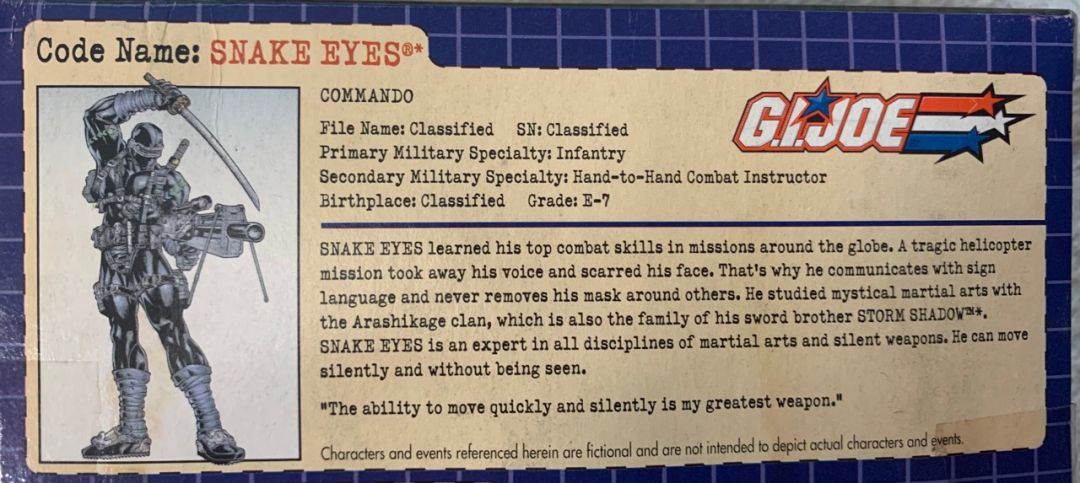 Code Name: SNAKE EYES®*
COMMANDO
G.I.JOE
File Name: Classified SN: Classified
Primary Military Specialty: Infantry
Secondary Military Specialty: Hand-to-Hand Combat Instructor
Birthplace: Classified Grade: E-7
SNAKE EYES learned his top combat skills in missions around the globe. A tragic helicopter
mission took away his voice and scarred his face. That's why he communicates with sign
language and never removes his mask around others. He studied mystical martial arts with
the Arashikage clan, which is also the family of his sword brother STORM SHADOW™*.
SNAKE EYES is an expert in all disciplines of martial arts and silent weapons. He can move
silently and without being seen.
"The ability to move quickly and silently is my greatest weapon."
Characters and events referenced herein are fictional and are not intended to depict actual characters and events.